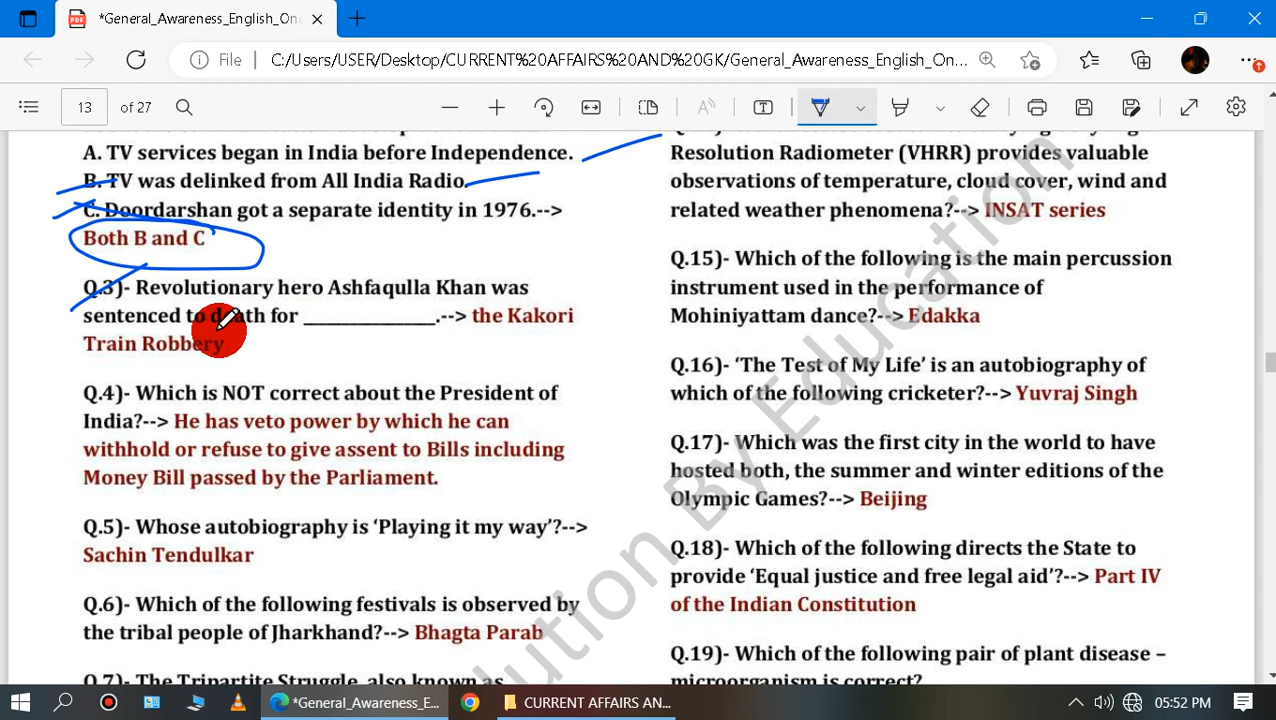 *General_Awareness_English_On
File
C:/Users/USER/Desktop/CURRENT%20AFFAIRS%20AND%20GK/General_Awareness_English_On...
13 of 27
A. TV services began in India before Independence.
B. TV was delinked from All India Radio.
C. Doordarshan got a separate identity in 1976.-->
Both B and C
Q.3)- Revolutionary hero Ashfaqulla Khan was
sentenced to death for ________________.--> the Kakori
Train Robbery
Q.4)- Which is NOT correct about the President of
India?--> He has veto power by which he can
withhold or refuse to give assent to Bills including
Money Bill passed by the Parliament.
Q.5)- Whose autobiography is ‘Playing it my way’?-->
Sachin Tendulkar
Q.6)- Which of the following festivals is observed by
the tribal people of Jharkhand?--> Bhagta Parab
Q.7)- The Tripartite Struggle, also known as
Resolution Radiometer (VHRR) provides valuable
observations of temperature, cloud cover, wind and
related weather phenomena?--> INSAT series
Q.15)- Which of the following is the main percussion
instrument used in the performance of
Mohiniyattam dance?--> Edakka
Q.16)- ‘The Test of My Life’ is an autobiography of
which of the following cricketer?--> Yuvraj Singh
Q.17)- Which was the first city in the world to have
hosted both, the summer and winter editions of the
Olympic Games?--> Beijing
Q.18)- Which of the following directs the State to
provide ‘Equal justice and free legal aid’?--> Part IV
of the Indian Constitution
Q.19)- Which of the following pair of plant disease –
microorganism is correct?
lution By Education
*General_Awareness_E...
CURRENT AFFAIRS AN...
05:52 PM